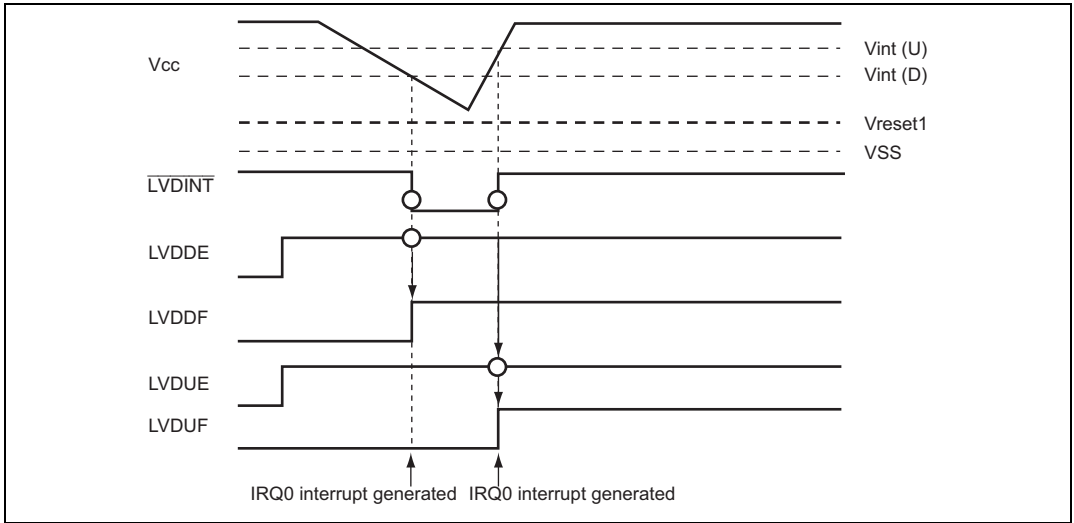 Vcc
Vint (U)
Vint (D)
Vreset1
VSS
LVDINT
LVDDE
LVDDF
LVDUE
LVDUF
IRQ0 interrupt generated IRQ0 interrupt generated